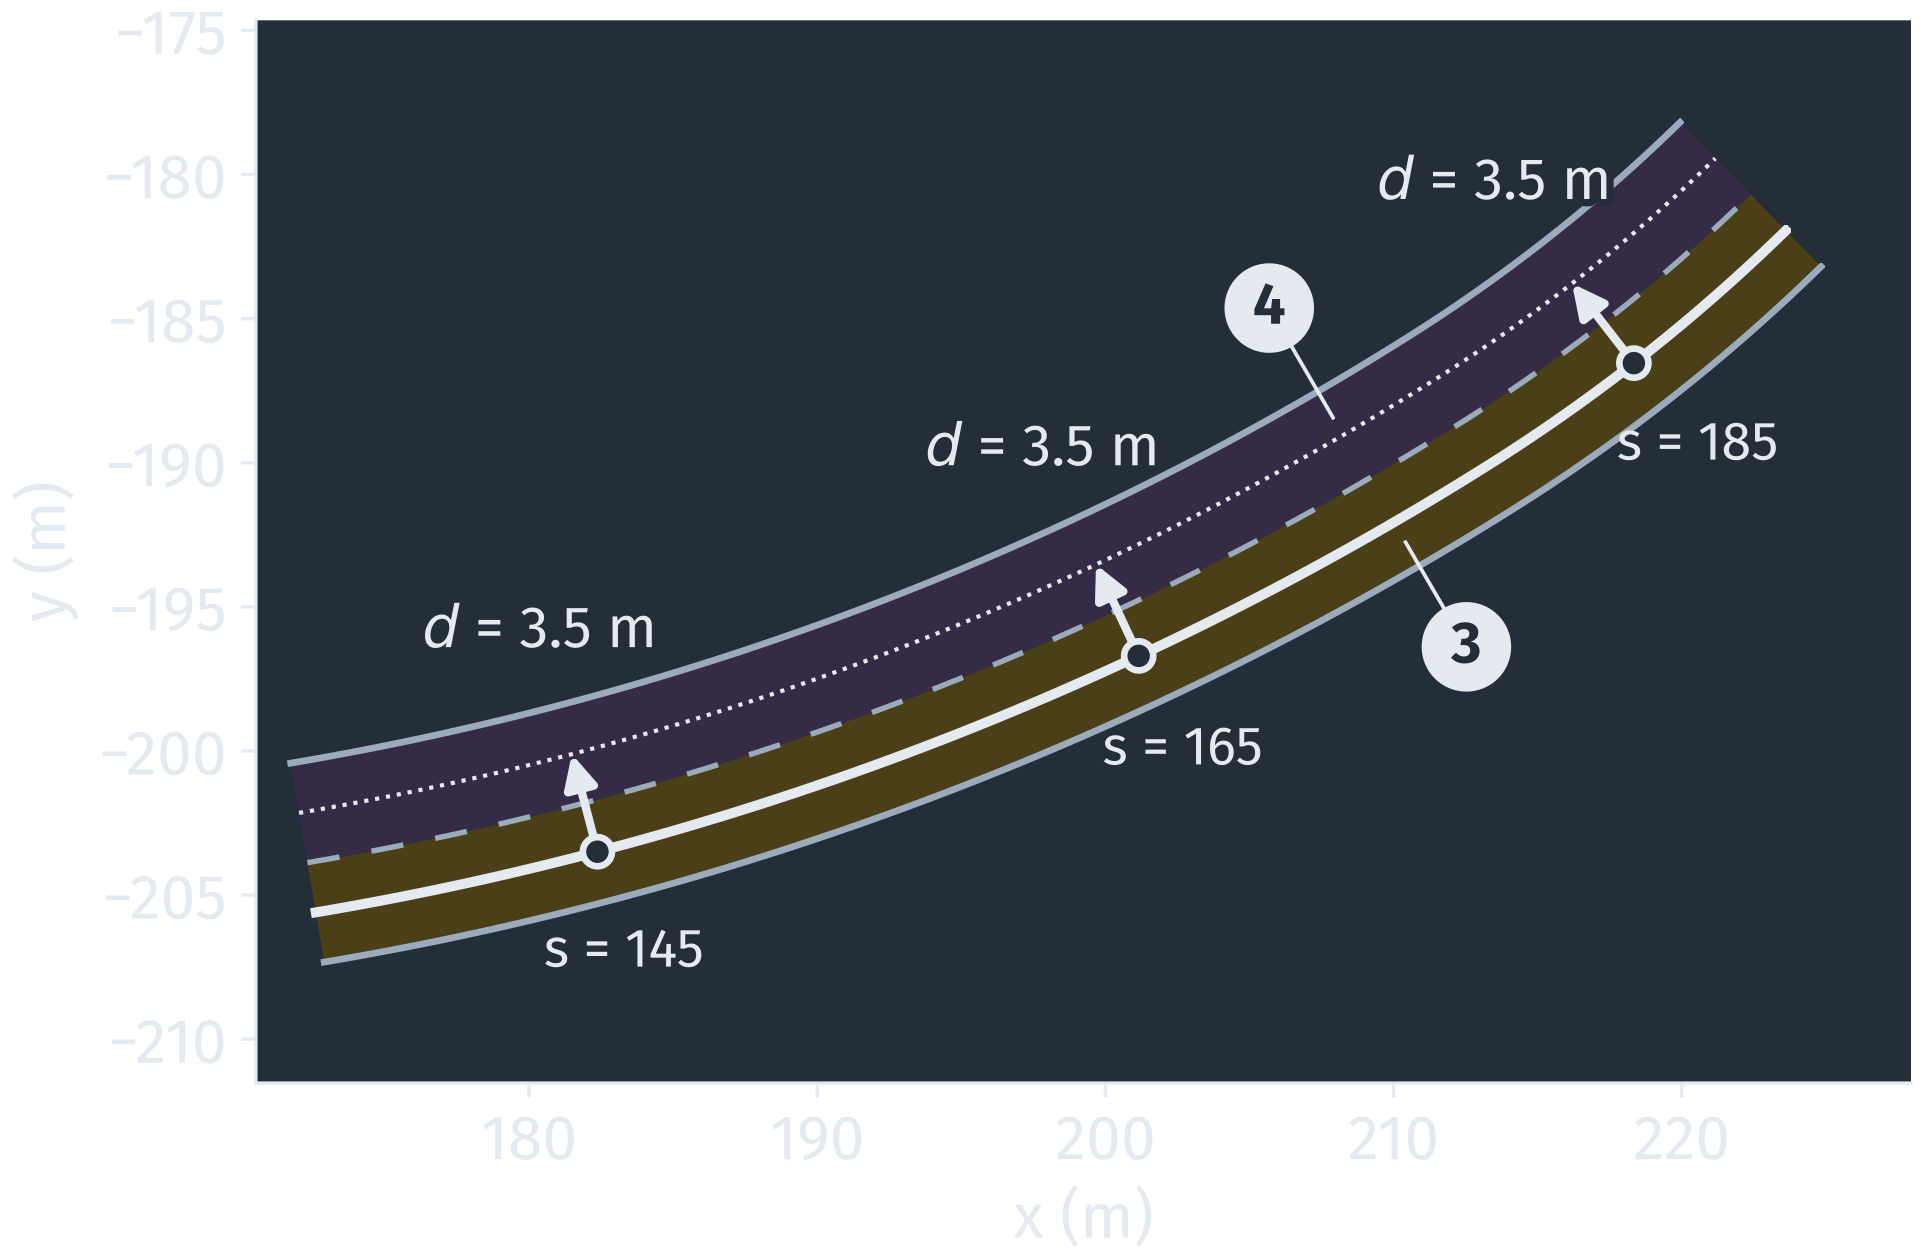 −175
−180
−185
−190
−195
−200
−205
−210
y (m)
d = 3.5 m
4
d = 3.5 m
s = 185
3
d = 3.5 m
s = 165
s = 145
180 190 200 210 220
x (m)